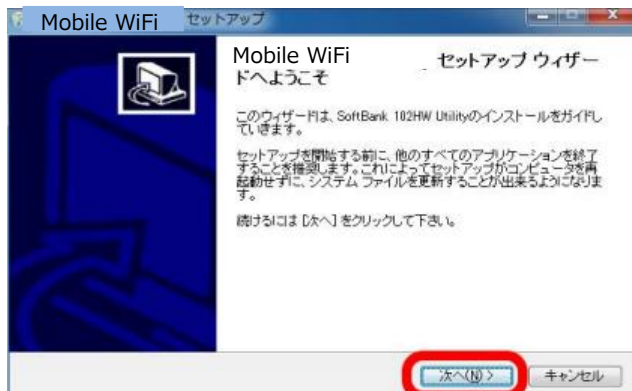 Mobile WiFi セットアップ
Mobile WiFi セットアップ ウィザー
ドへようこそ
このウィザードは、SoftBank 102HW Utilityのインストールをガイドし
ていきます。
セットアップを開始する前に、他のすべてのアプリケーションを終了
することを推奨します。これによってセットアップがコンピュータを再
起動せずに、システム ファイルを更新することが出来るようになりま
す。
続けるには [次へ] をクリックして下さい。
次へ(N) >
キャンセル